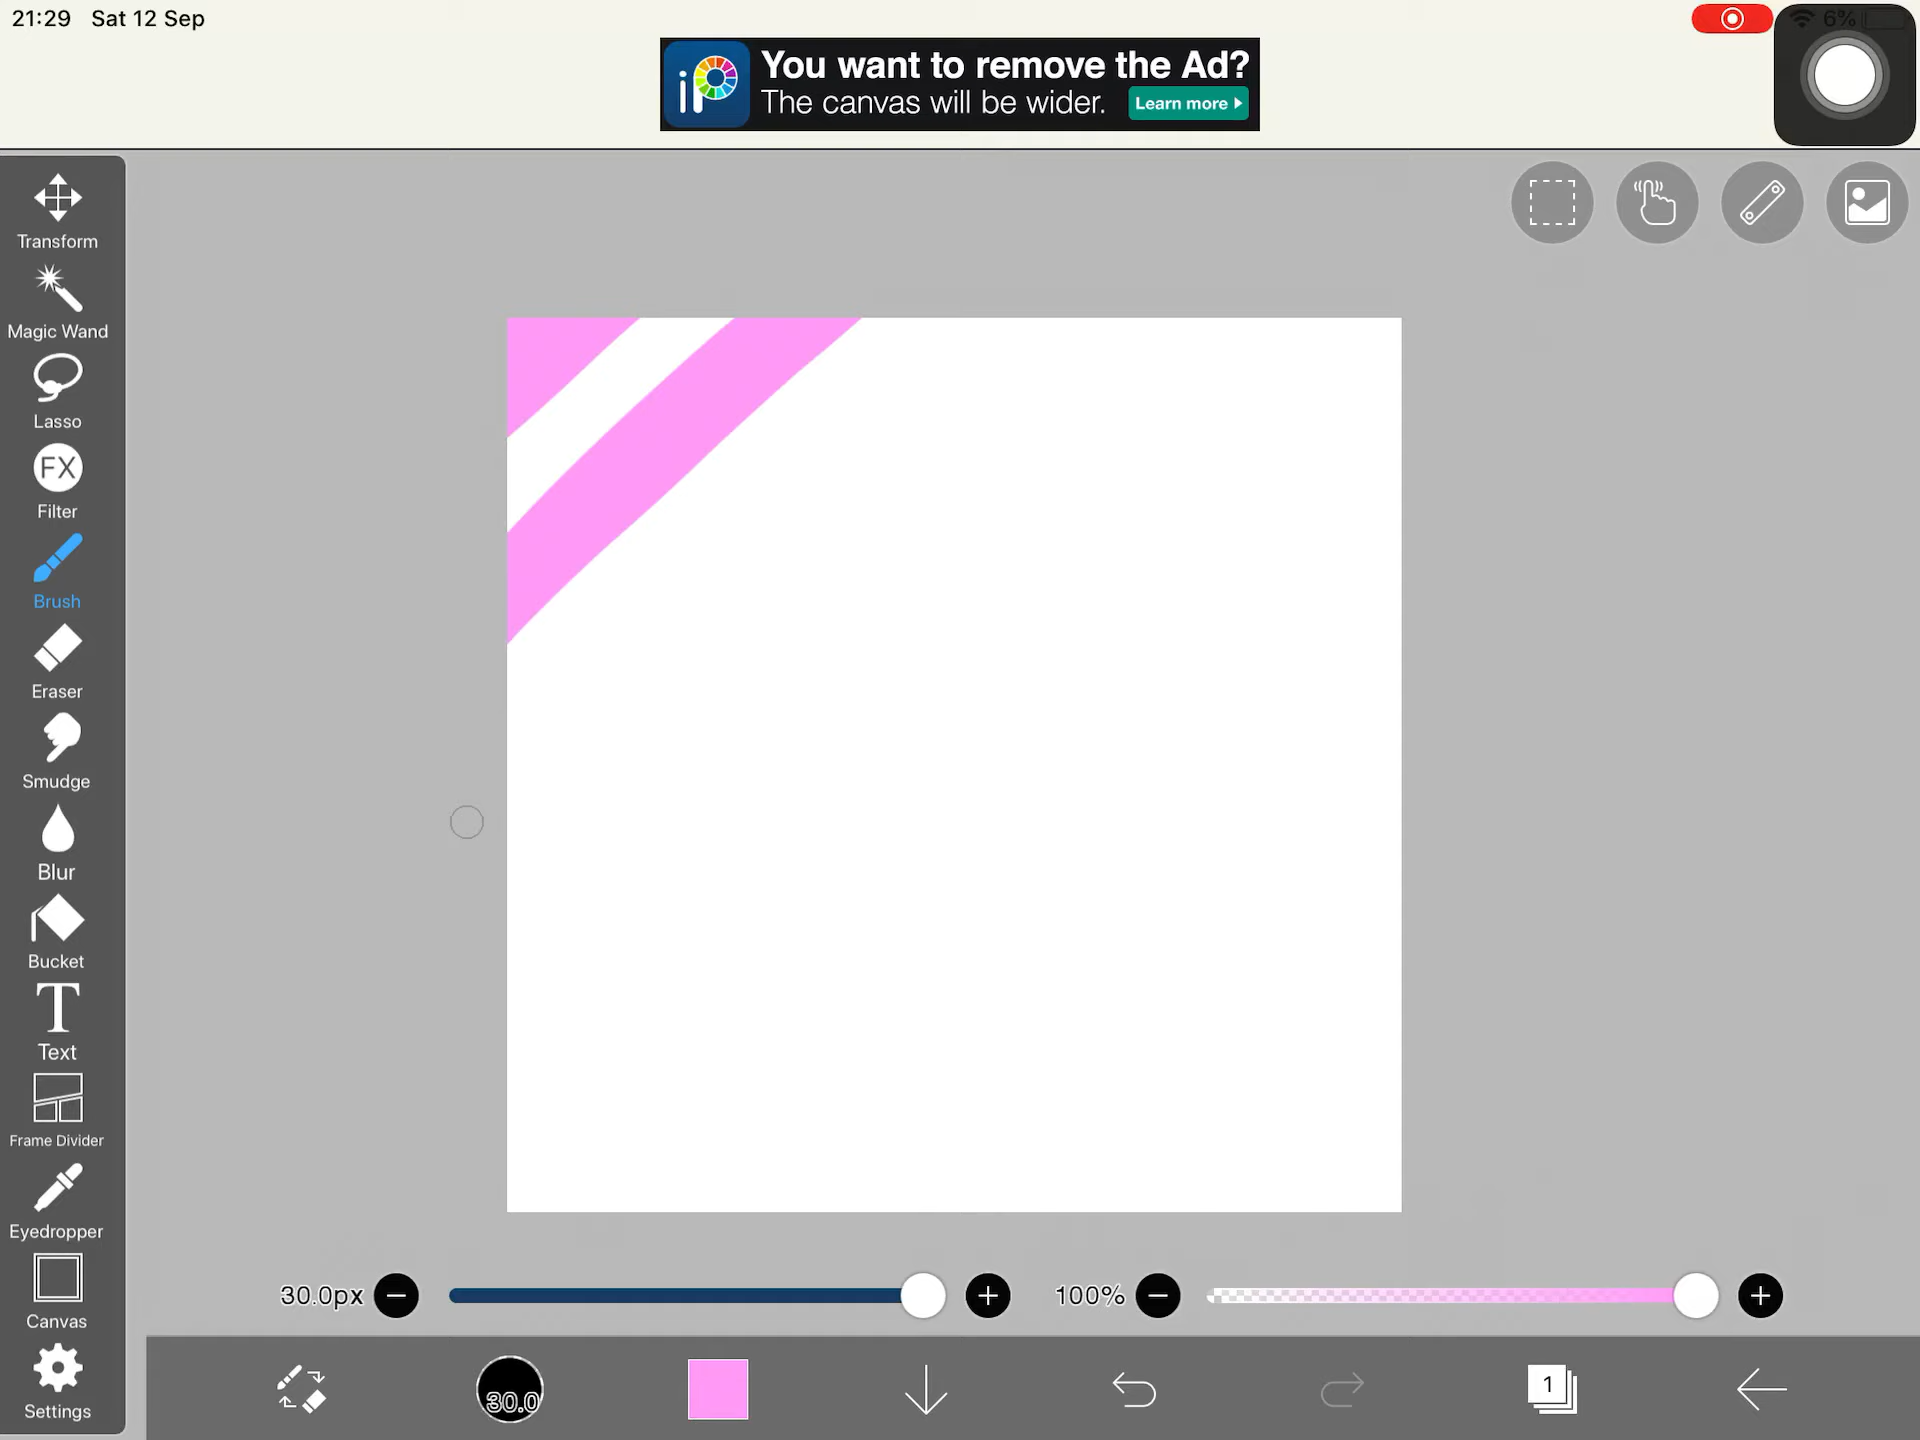 21:29 Sat 12 Sep
6%
iP
You want to remove the Ad?
The canvas will be wider.
Learn more
Transform
Magic Wand
Lasso
FX
Filter
Brush
Eraser
Smudge
Blur
Bucket
T
Text
Frame Divider
Eyedropper
Canvas
Settings
30.0px
100%
30.0
1